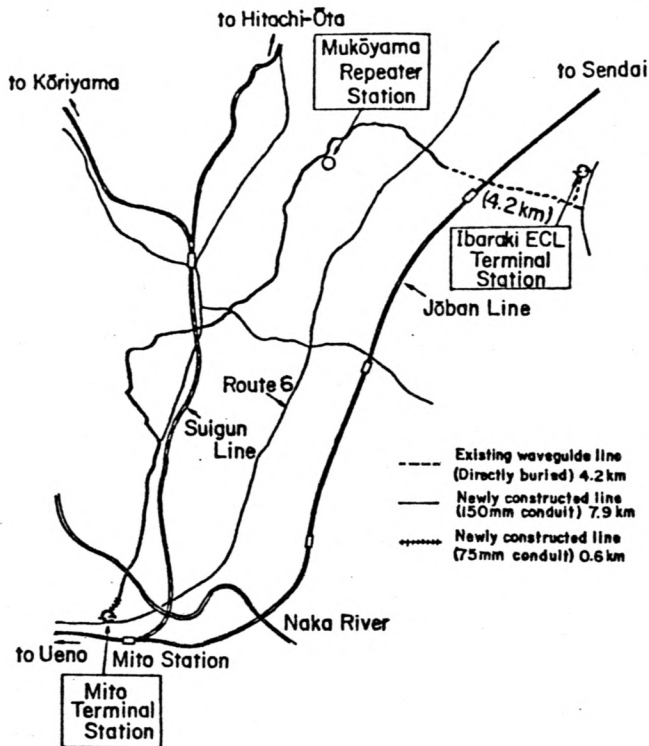 to Hitachi-Ōta
Mukōyama
Repeater
Station
to Kōriyama
to Sendai
(4.2 km)
Ibaraki ECL
Terminal
Station
Jōban Line
Route 6
Suigun
Line
Existing waveguide line
(Directly buried) 4.2 km
Newly constructed line
(150mm conduit) 7.9 km
Newly constructed line
(75mm conduit) 0.6 km
Naka River
to Ueno
Mito Station
Mito
Terminal
Station